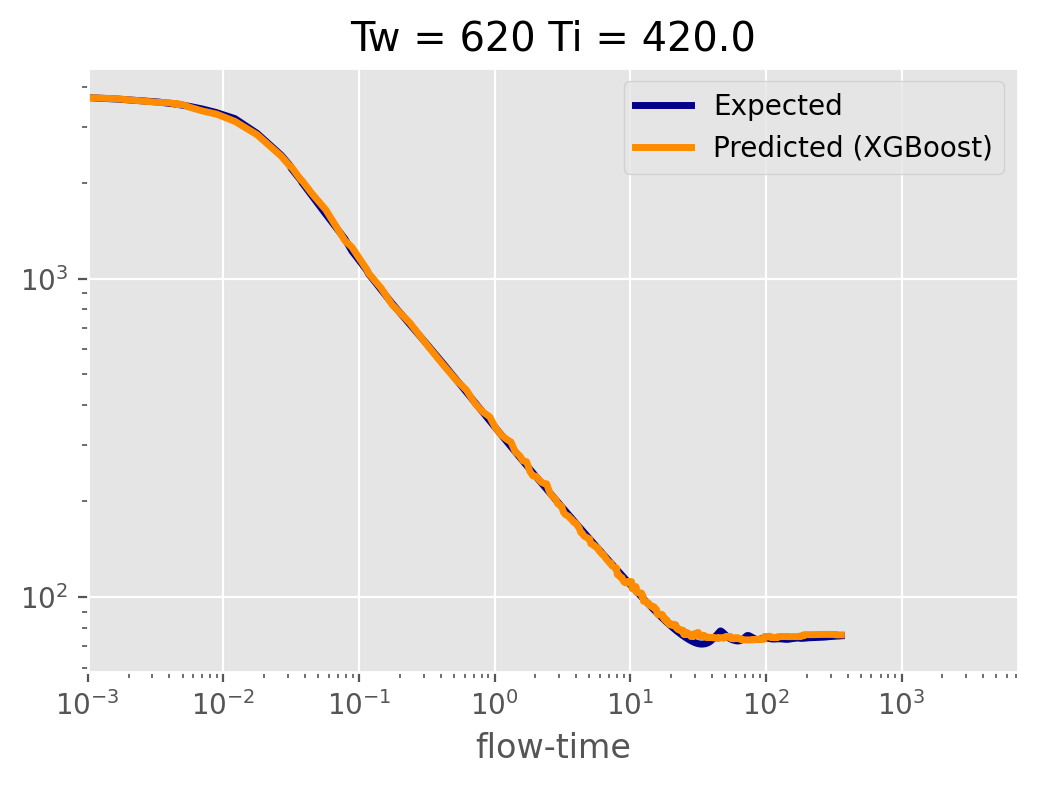 Tw = 620 Ti = 420.0
Expected
Predicted (XGBoost)
10³
10²
10⁻³ 10⁻² 10⁻¹ 10⁰ 10¹ 10² 10³
flow-time